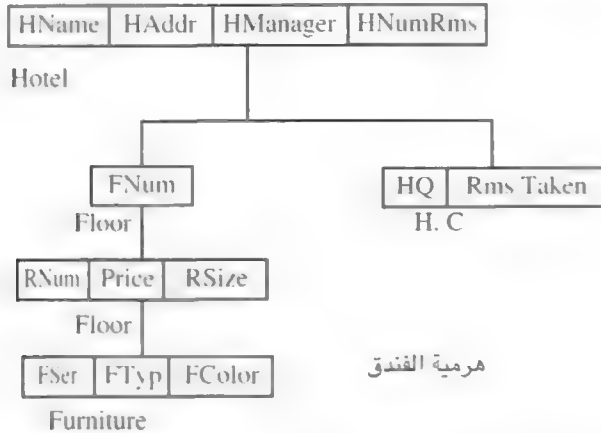 HName HAddr HManager HNumRms
Hotel
FNum
Floor
HQ Rms Taken
H. C
RNum Price RSize
Floor
FSer FTyp FColor
Furniture
هرمية الفندق